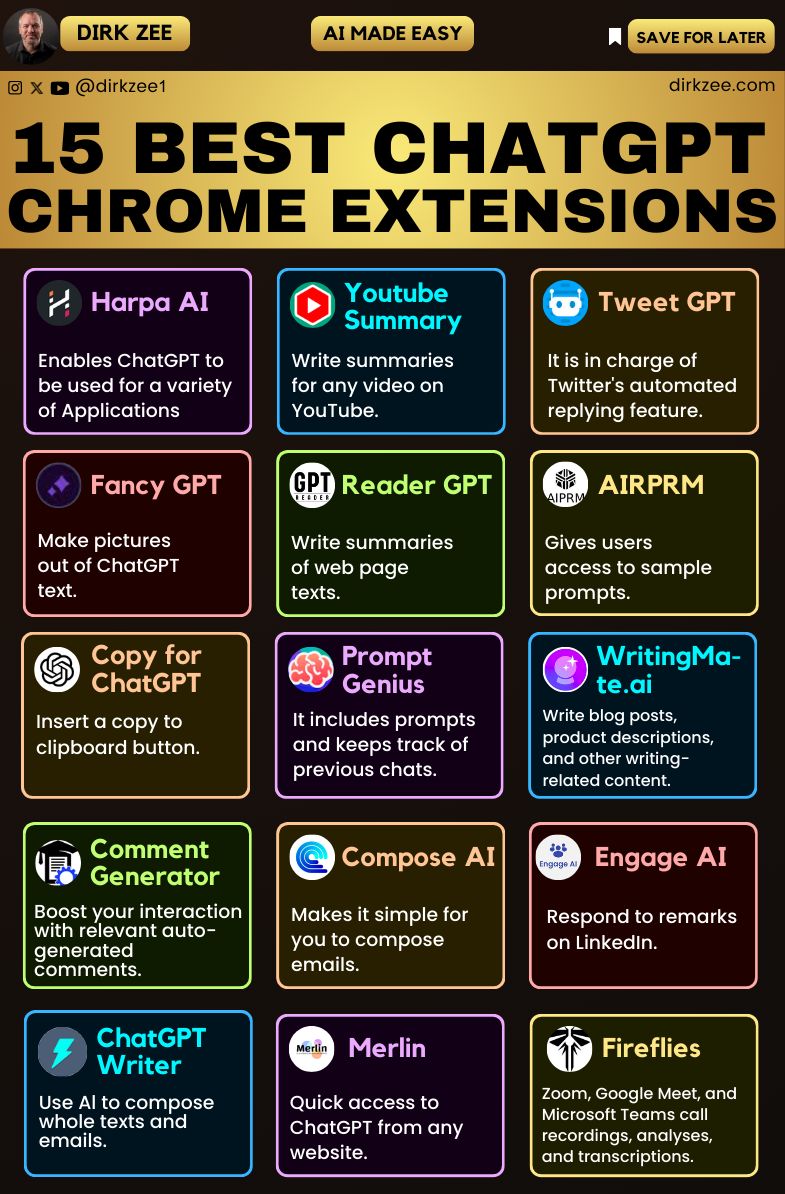 DIRK ZEE
AI MADE EASY
SAVE FOR LATER
@dirkzee1
dirkzee.com
15 BEST CHATGPT
CHROME EXTENSIONS
Harpa AI
Enables ChatGPT to
be used for a variety
of Applications
Youtube
Summary
Write summaries
for any video on
YouTube.
Tweet GPT
It is in charge of
Twitter's automated
replying feature.
Fancy GPT
Make pictures
out of ChatGPT
text.
GPT
READER
Reader GPT
Write summaries
of web page
texts.
AIPRM
AIRPRM
Gives users
access to sample
prompts.
Copy for
ChatGPT
Insert a copy to
clipboard button.
Prompt
Genius
It includes prompts
and keeps track of
previous chats.
WritingMa-
te.ai
Write blog posts,
product descriptions,
and other writing-
related content.
Comment
Generator
Boost your interaction
with relevant auto-
generated
comments.
Compose AI
Makes it simple for
you to compose
emails.
Engage AI
Engage AI
Respond to remarks
on LinkedIn.
ChatGPT
Writer
Use AI to compose
whole texts and
emails.
Merlin
Merlin
Quick access to
ChatGPT from any
website.
Fireflies
Zoom, Google Meet, and
Microsoft Teams call
recordings, analyses,
and transcriptions.